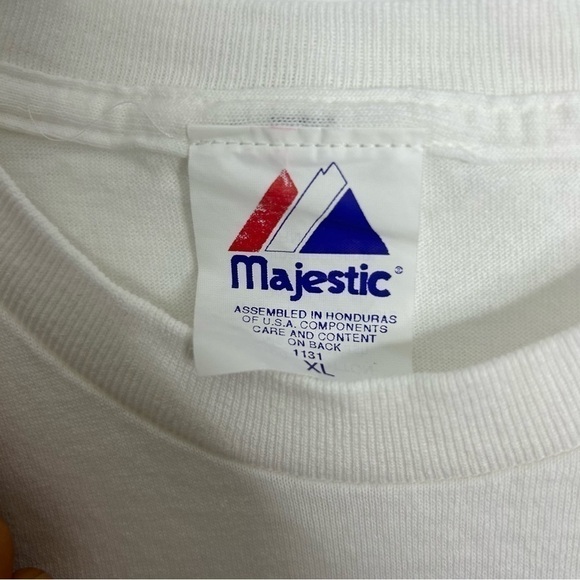 Majestic®
ASSEMBLED IN HONDURAS
OF U.S.A. COMPONENTS
CARE AND CONTENT
ON BACK
1131
XL